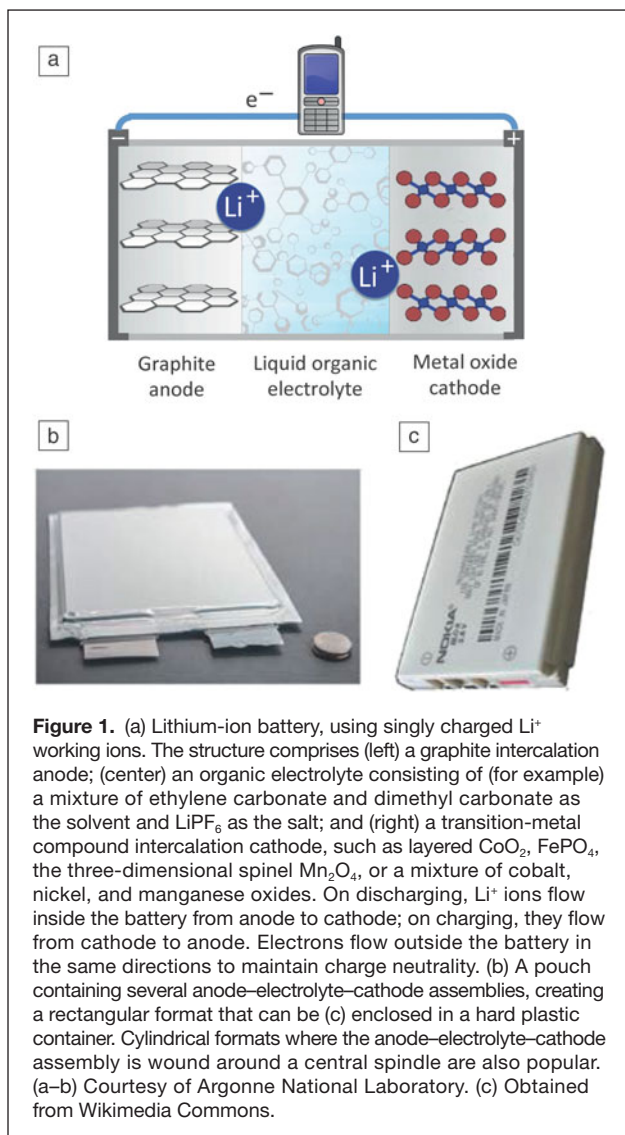 a
e−
−
+
Li+
Li+
Graphite anode
Liquid organic electrolyte
Metal oxide cathode
b
c
NOKIA
Figure 1. (a) Lithium-ion battery, using singly charged Li+
working ions. The structure comprises (left) a graphite intercalation
anode; (center) an organic electrolyte consisting of (for example)
a mixture of ethylene carbonate and dimethyl carbonate as
the solvent and LiPF6 as the salt; and (right) a transition-metal
compound intercalation cathode, such as layered CoO2, FePO4,
the three-dimensional spinel Mn2O4, or a mixture of cobalt,
nickel, and manganese oxides. On discharging, Li+ ions flow
inside the battery from anode to cathode; on charging, they flow
from cathode to anode. Electrons flow outside the battery in
the same directions to maintain charge neutrality. (b) A pouch
containing several anode–electrolyte–cathode assemblies, creating
a rectangular format that can be (c) enclosed in a hard plastic
container. Cylindrical formats where the anode–electrolyte–cathode
assembly is wound around a central spindle are also popular.
(a–b) Courtesy of Argonne National Laboratory. (c) Obtained
from Wikimedia Commons.